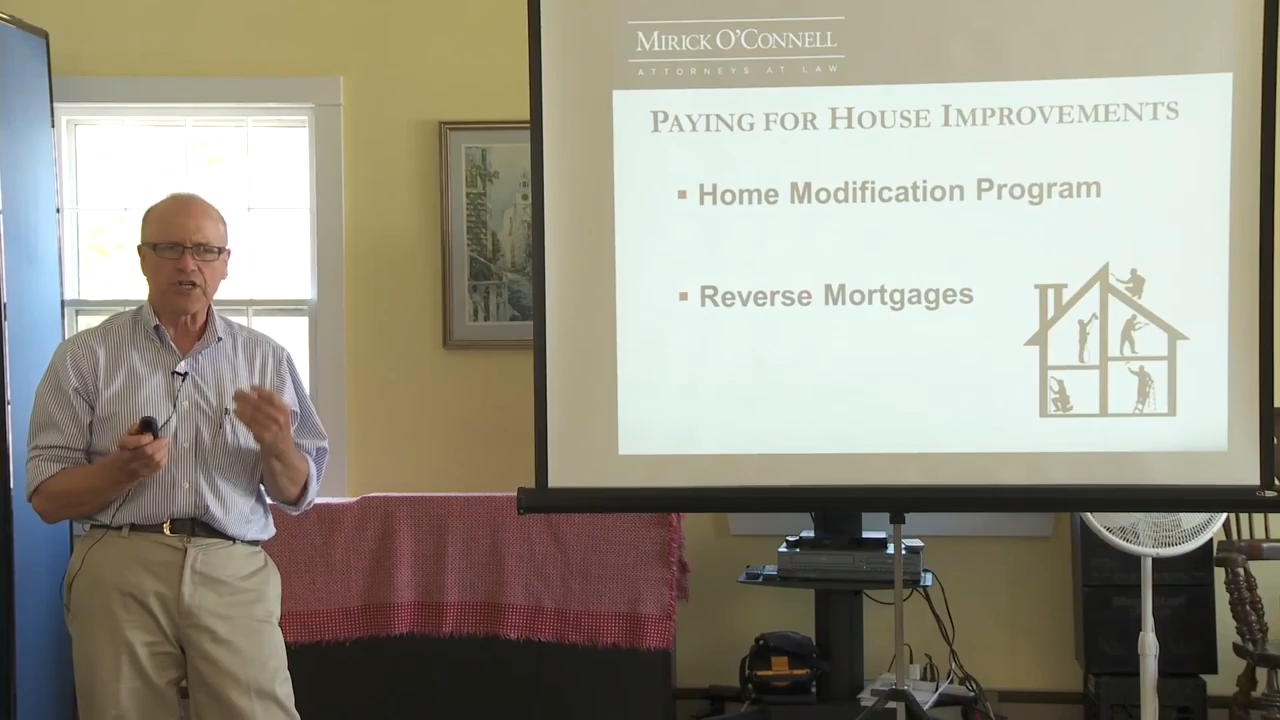 MIRICK O'CONNELL
ATTORNEYS AT LAW
PAYING FOR HOUSE IMPROVEMENTS
▪ Home Modification Program
▪ Reverse Mortgages